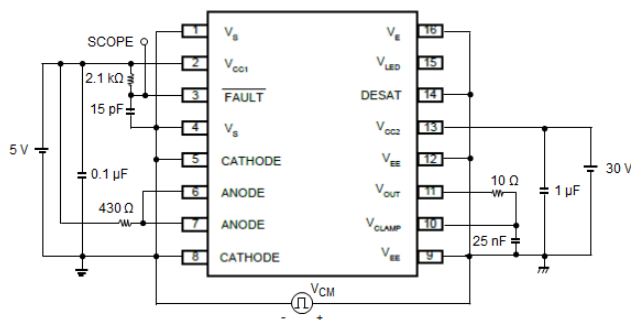 SCOPE
2.1 kΩ
15 pF
5 V
0.1 µF
430 Ω
1 VS
2 VCC1
3 FAULT
4 VS
5 CATHODE
6 ANODE
7 ANODE
8 CATHODE
VE 16
VLED 15
DESAT 14
VCC2 13
VEE 12
VOUT 11
VCLAMP 10
VEE 9
10 Ω
25 nF
1 µF
30 V
VCM
- +